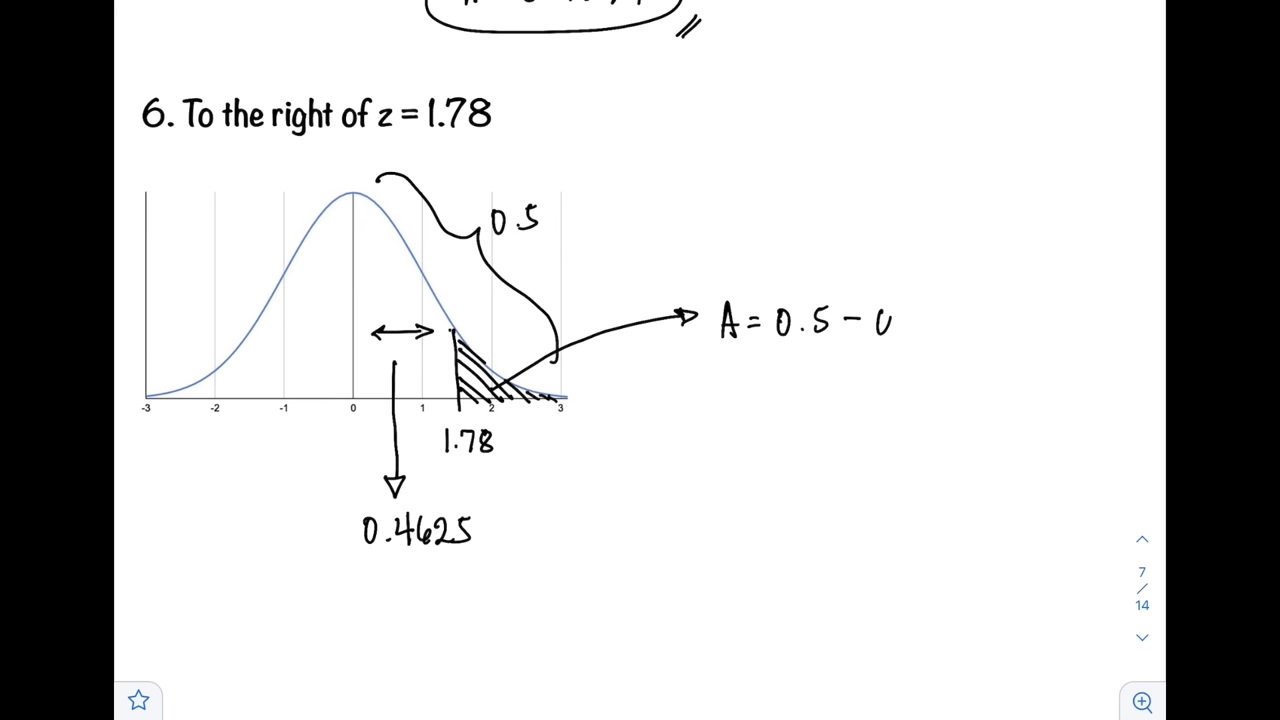 6. To the right of z = 1.78
0.5
A = 0.5 - 0
-3 -2 -1 0 1 2 3
1.78
0.4625
7
/
14